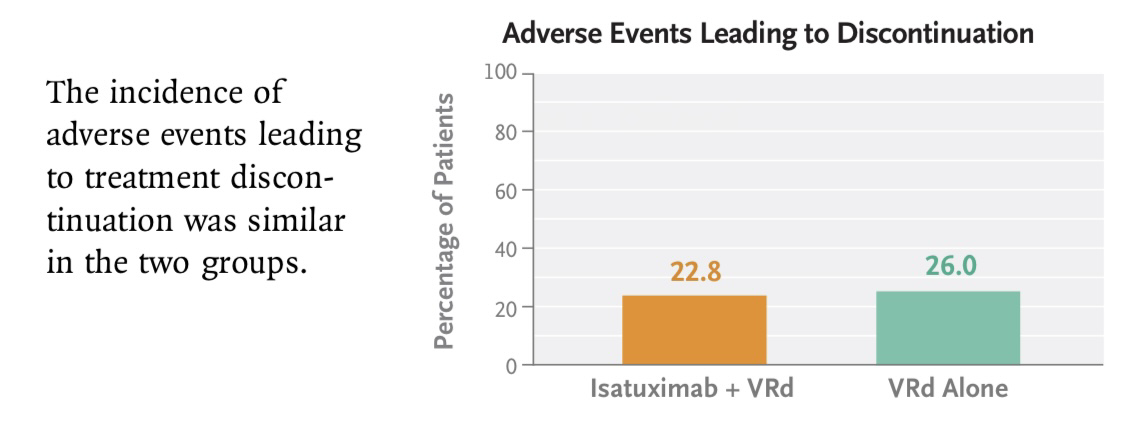 The incidence of
adverse events leading
to treatment discon-
tinuation was similar
in the two groups.
Adverse Events Leading to Discontinuation
Percentage of Patients
100
80
60
40
20
0
22.8
26.0
Isatuximab + VRd
VRd Alone